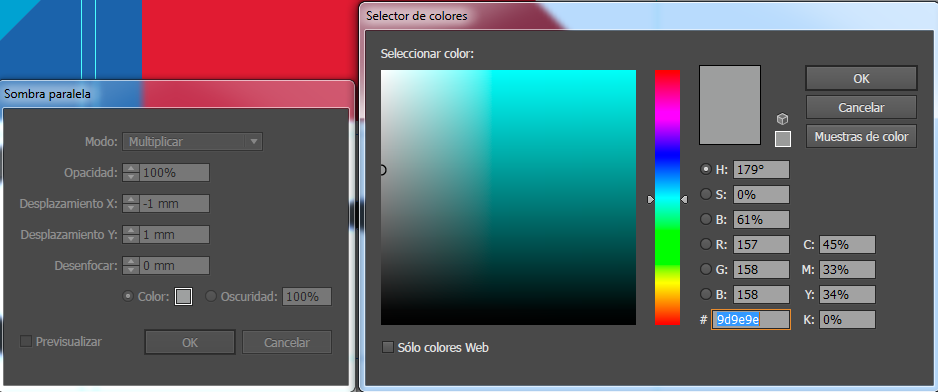 Selector de colores
Seleccionar color:
OK
Cancelar
Muestras de color
H: 179°
S: 0%
B: 61%
R: 157 C: 45%
G: 158 M: 33%
B: 158 Y: 34%
# 9d9e9e K: 0%
Sólo colores Web
Sombra paralela
Modo: Multiplicar
Opacidad: 100%
Desplazamiento X: -1 mm
Desplazamiento Y: 1 mm
Desenfocar: 0 mm
Color: Oscuridad: 100%
Previsualizar OK Cancelar